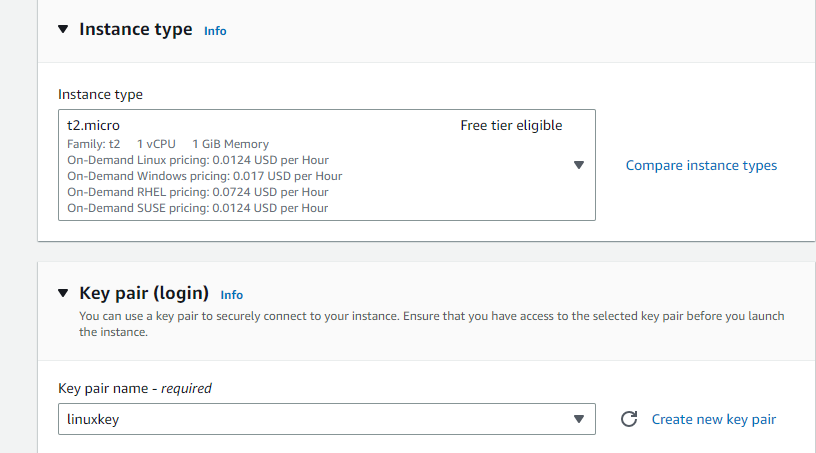 Instance type Info
Instance type
t2.micro Free tier eligible
Family: t2 1 vCPU 1 GiB Memory
On-Demand Linux pricing: 0.0124 USD per Hour
On-Demand Windows pricing: 0.017 USD per Hour
On-Demand RHEL pricing: 0.0724 USD per Hour
On-Demand SUSE pricing: 0.0124 USD per Hour
Compare instance types
Key pair (login) Info
You can use a key pair to securely connect to your instance. Ensure that you have access to the selected key pair before you launch
the instance.
Key pair name - required
linuxkey
Create new key pair